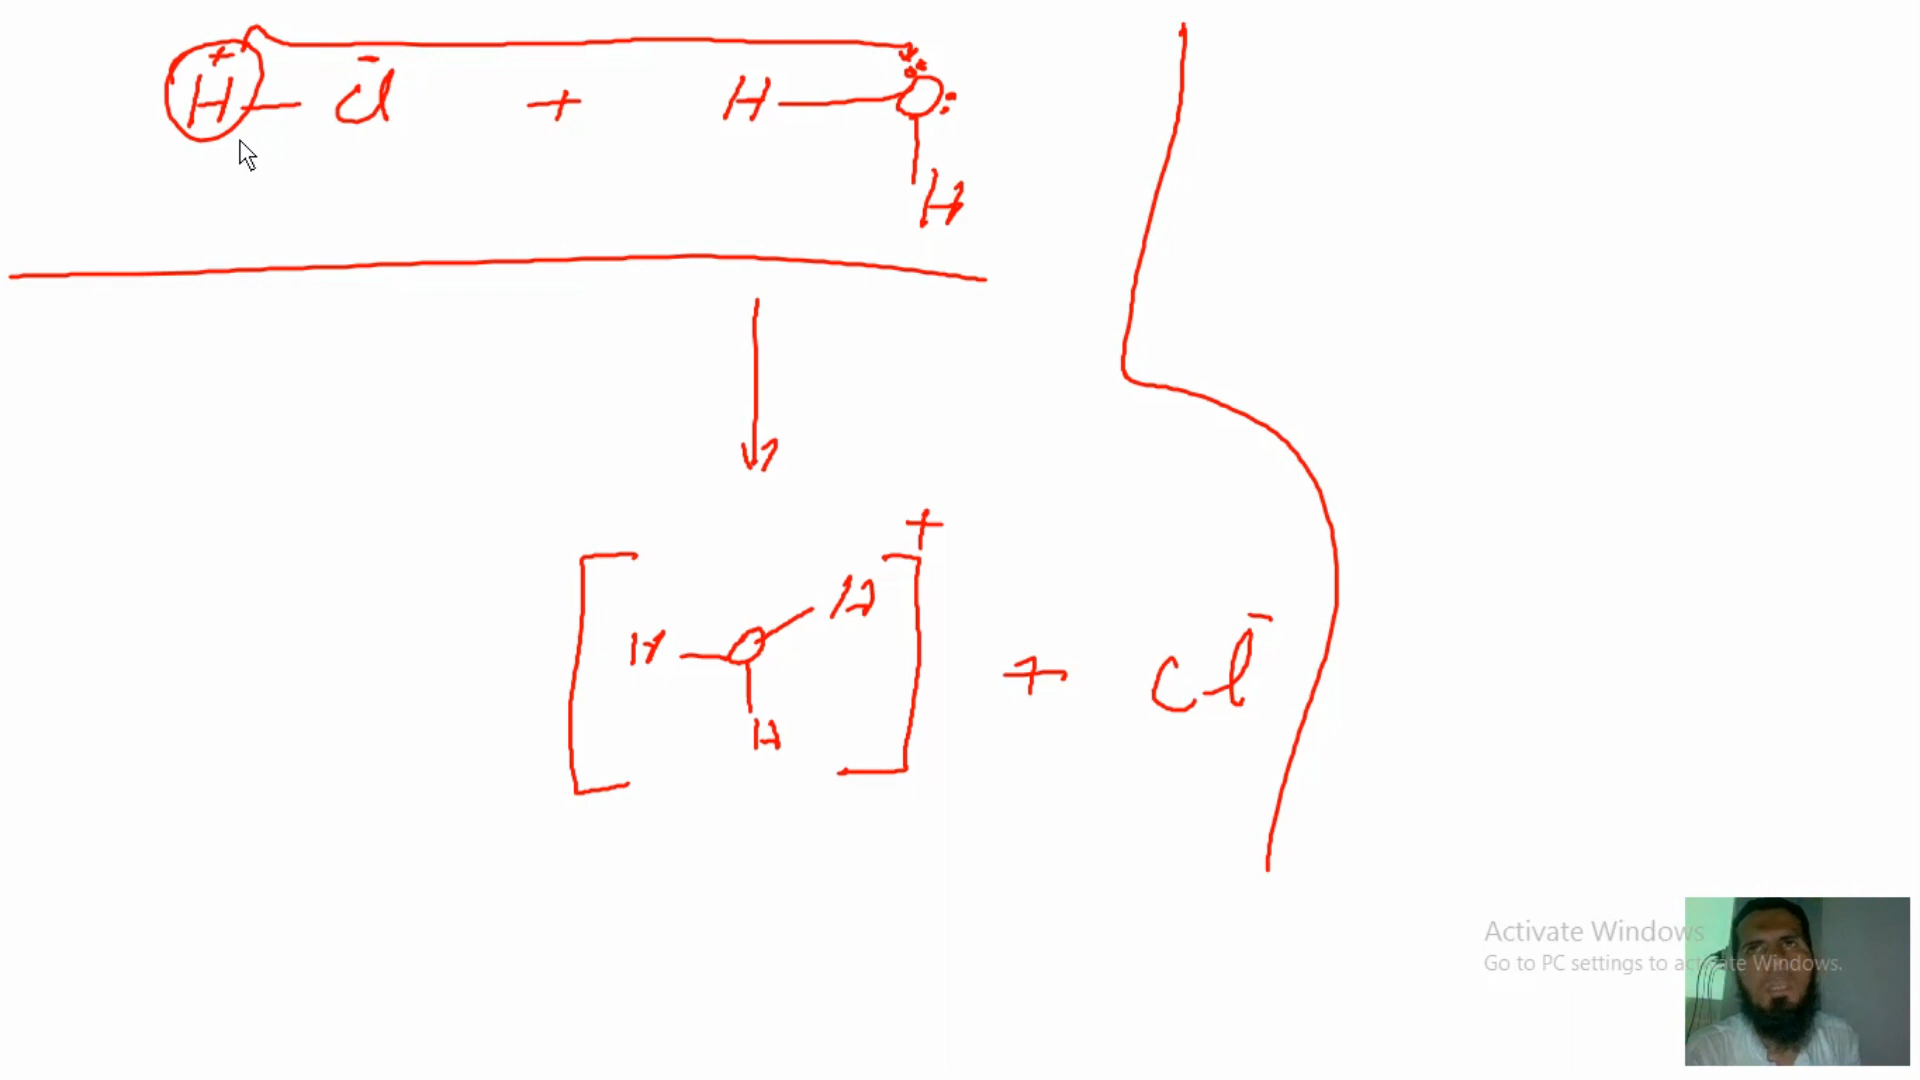 + -
H — Cl + H — O
H
+
H
H — O
+ Cl -
H
Activate Windows
Go to PC settings to activate Windows.